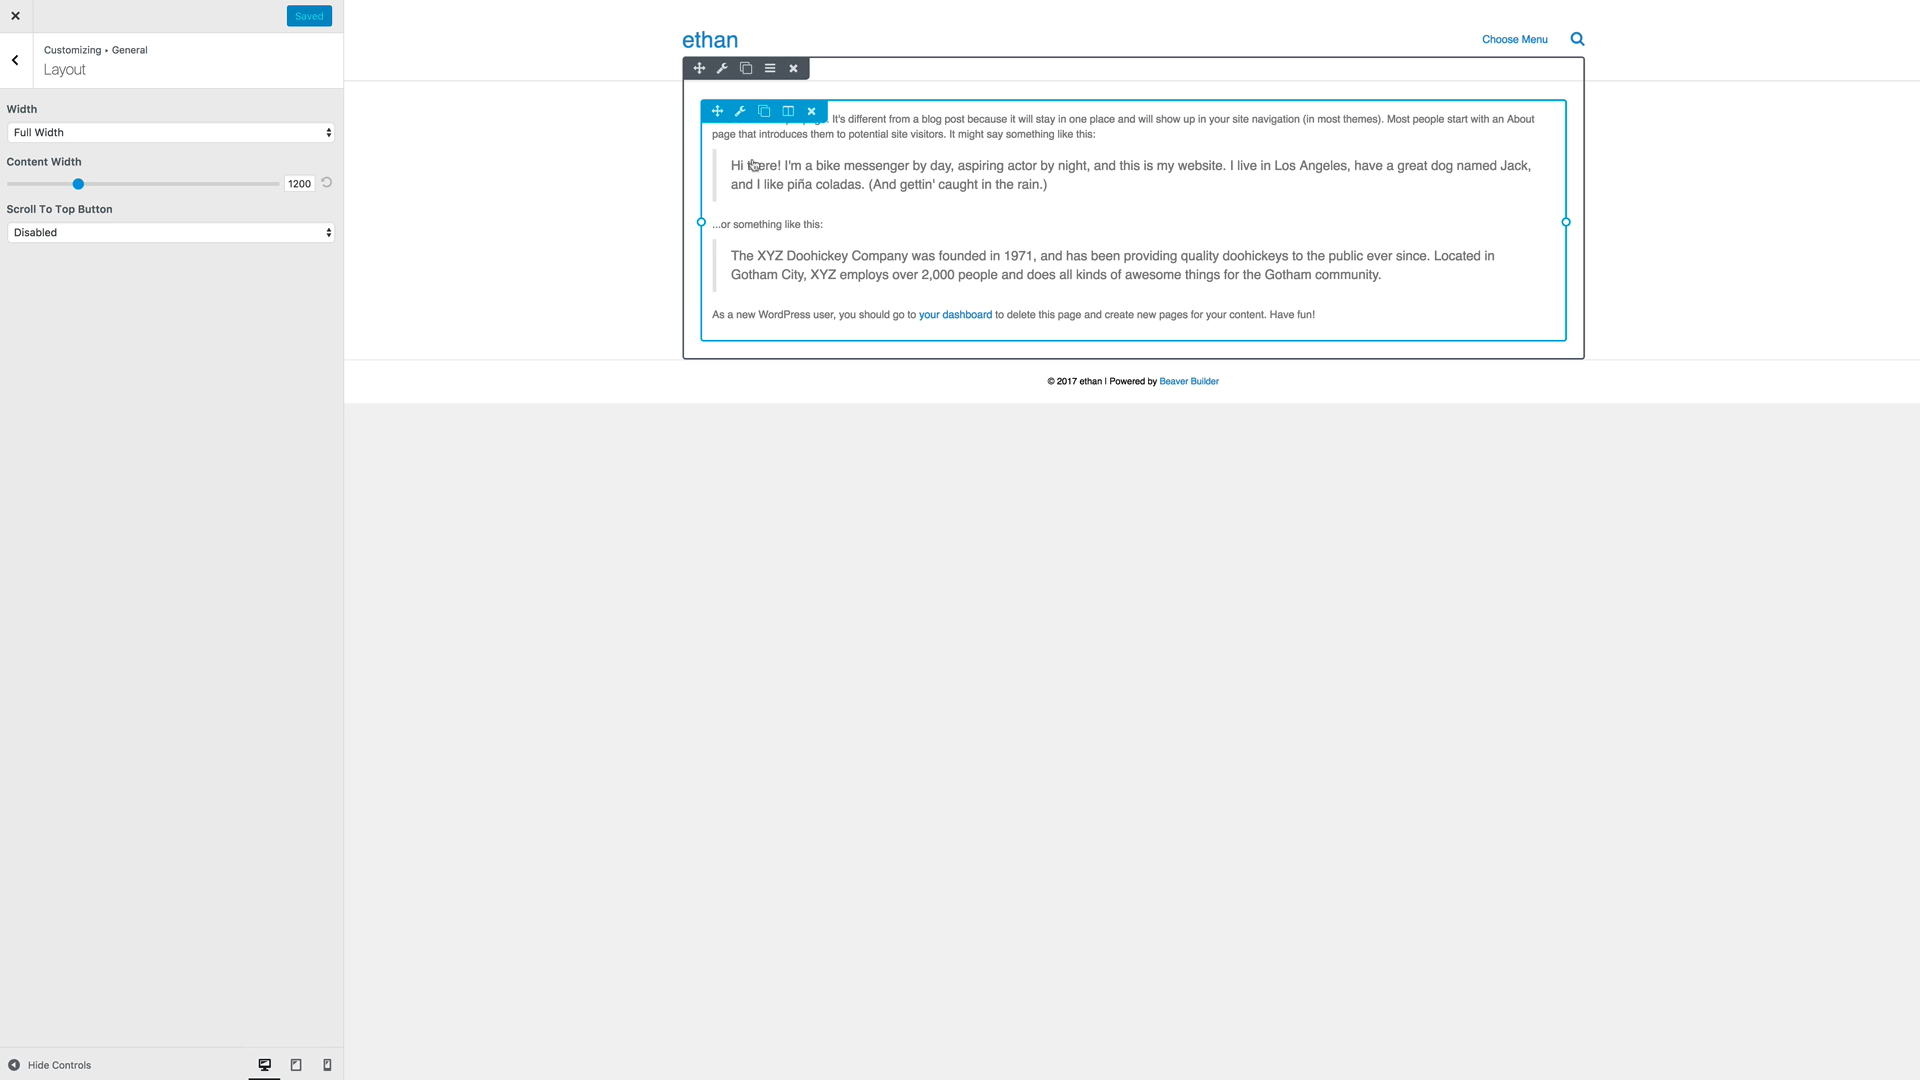 Saved
Customizing ▸ General
Layout
Width
Full Width
Content Width
1200
Scroll To Top Button
Disabled
Hide Controls
ethan
Choose Menu
It's different from a blog post because it will stay in one place and will show up in your site navigation (in most themes). Most people start with an About
page that introduces them to potential site visitors. It might say something like this:
Hi there! I'm a bike messenger by day, aspiring actor by night, and this is my website. I live in Los Angeles, have a great dog named Jack,
and I like piña coladas. (And gettin' caught in the rain.)
...or something like this:
The XYZ Doohickey Company was founded in 1971, and has been providing quality doohickeys to the public ever since. Located in
Gotham City, XYZ employs over 2,000 people and does all kinds of awesome things for the Gotham community.
As a new WordPress user, you should go to your dashboard to delete this page and create new pages for your content. Have fun!
© 2017 ethan | Powered by Beaver Builder